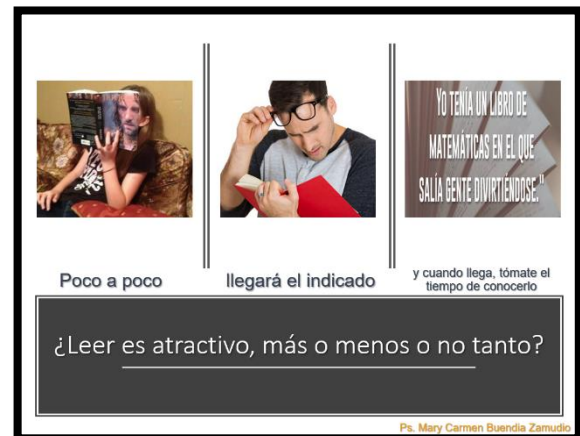 YO TENÍA UN LIBRO DE
MATEMÁTICAS EN EL QUE
SALÍA GENTE DIVIRTIÉNDOSE."
Poco a poco
llegará el indicado
y cuando llega, tómate el
tiempo de conocerlo
¿Leer es atractivo, más o menos o no tanto?
Ps. Mary Carmen Buendía Zamudio